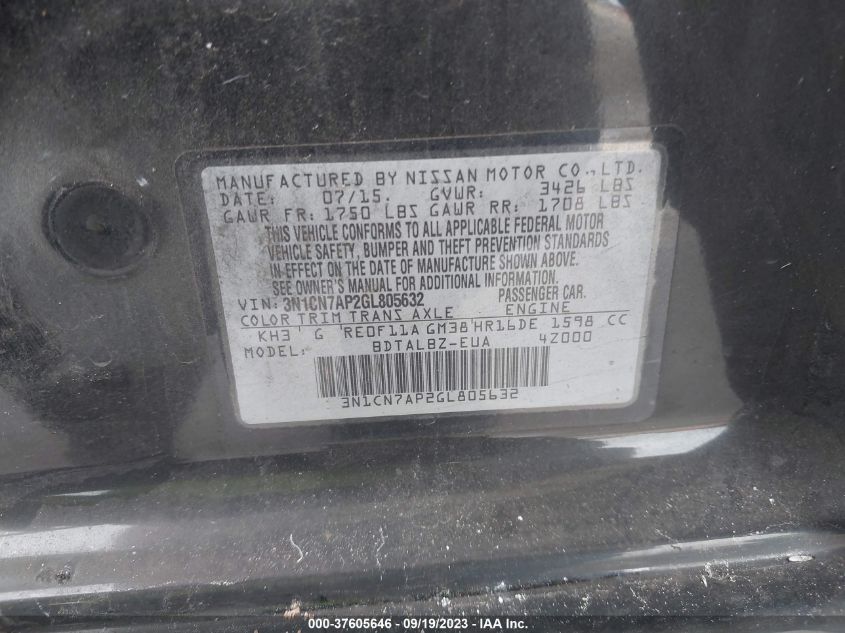 MANUFACTURED BY NISSAN MOTOR CO.,LTD.
DATE: 07/15. GVWR: 3426 LBS
GAWR FR: 1750 LBS GAWR RR: 1708 LBS
THIS VEHICLE CONFORMS TO ALL APPLICABLE FEDERAL MOTOR
VEHICLE SAFETY, BUMPER AND THEFT PREVENTION STANDARDS
IN EFFECT ON THE DATE OF MANUFACTURE SHOWN ABOVE.
SEE OWNER'S MANUAL FOR ADDITIONAL INFORMATION.
VIN: 3N1CN7AP2GL805632 PASSENGER CAR.
COLOR TRIM TRANS AXLE ENGINE
KH3 G RE0F11A GM38 HR16DE 1598 CC
MODEL: BDTALBZ-EUA 4Z000
3N1CN7AP2GL805632
000-37605646 - 09/19/2023 - IAAI.com